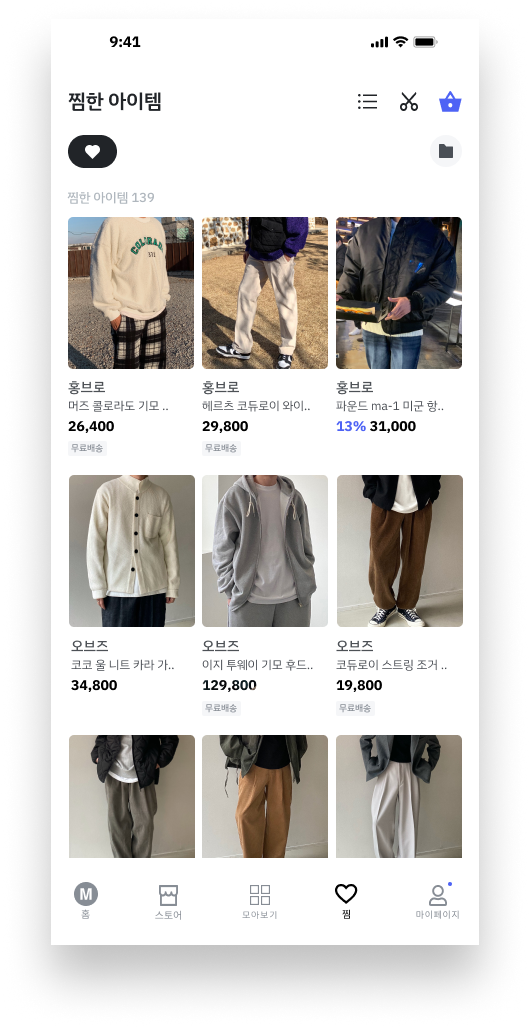 9:41
찜한 아이템
찜한 아이템 139
COLORADO
홍브로
머즈 콜로라도 기모 ..
26,400
무료배송
홍브로
헤르츠 코듀로이 와이..
29,800
무료배송
홍브로
파운드 ma-1 미군 항..
13% 31,000
오브즈
코코 울 니트 카라 가..
34,800
오브즈
이지 투웨이 기모 후드..
129,800
무료배송
오브즈
코듀로이 스트링 조거 ..
19,800
무료배송
M
홈
스토어
모아보기
찜
마이페이지